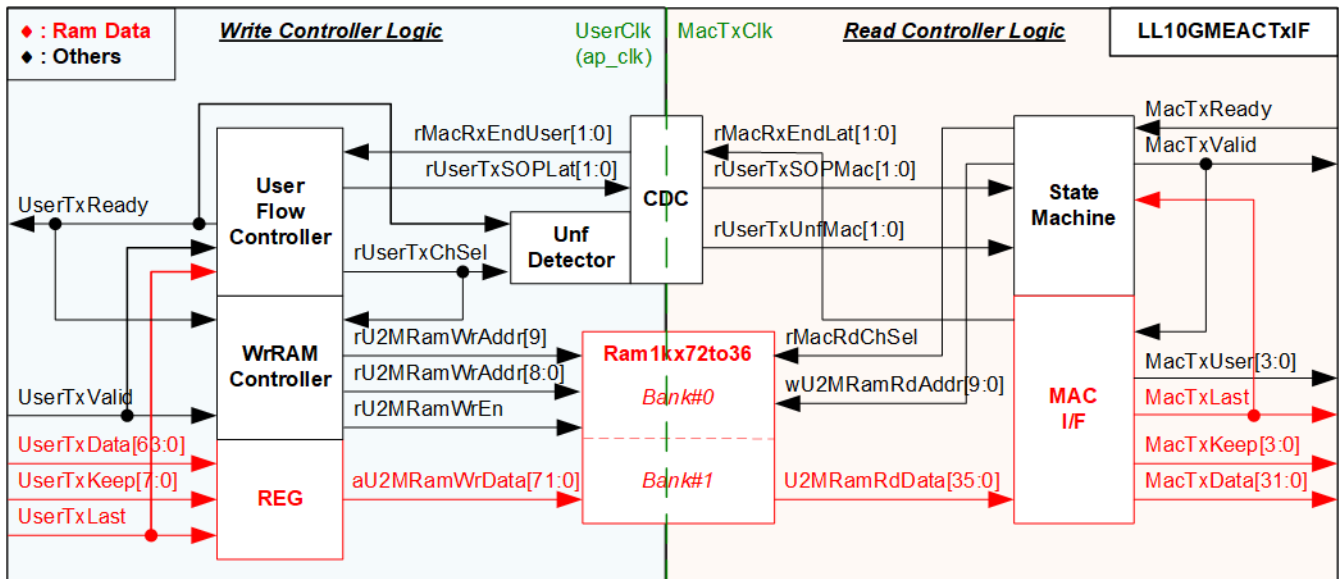 ♦ : Ram Data
♦ : Others
Write Controller Logic
UserClk
(ap_clk)
MacTxClk
Read Controller Logic
LL10GMEACTxIF
User
Flow
Controller
rMacRxEndUser[1:0]
rUserTxSOPLat[1:0]
UserTxReady
rUserTxChSel
Unf
Detector
CDC
rMacRxEndLat[1:0]
rUserTxSOPMac[1:0]
rUserTxUnfMac[1:0]
State
Machine
MacTxReady
MacTxValid
WrRAM
Controller
rU2MRamWrAddr[9]
rU2MRamWrAddr[8:0]
rU2MRamWrEn
UserTxValid
UserTxData[63:0]
UserTxKeep[7:0]
UserTxLast
REG
aU2MRamWrData[71:0]
Ram1kx72to36
Bank#0
Bank#1
rMacRdChSel
wU2MRamRdAddr[9:0]
U2MRamRdData[35:0]
MAC
I/F
MacTxUser[3:0]
MacTxLast
MacTxKeep[3:0]
MacTxData[31:0]